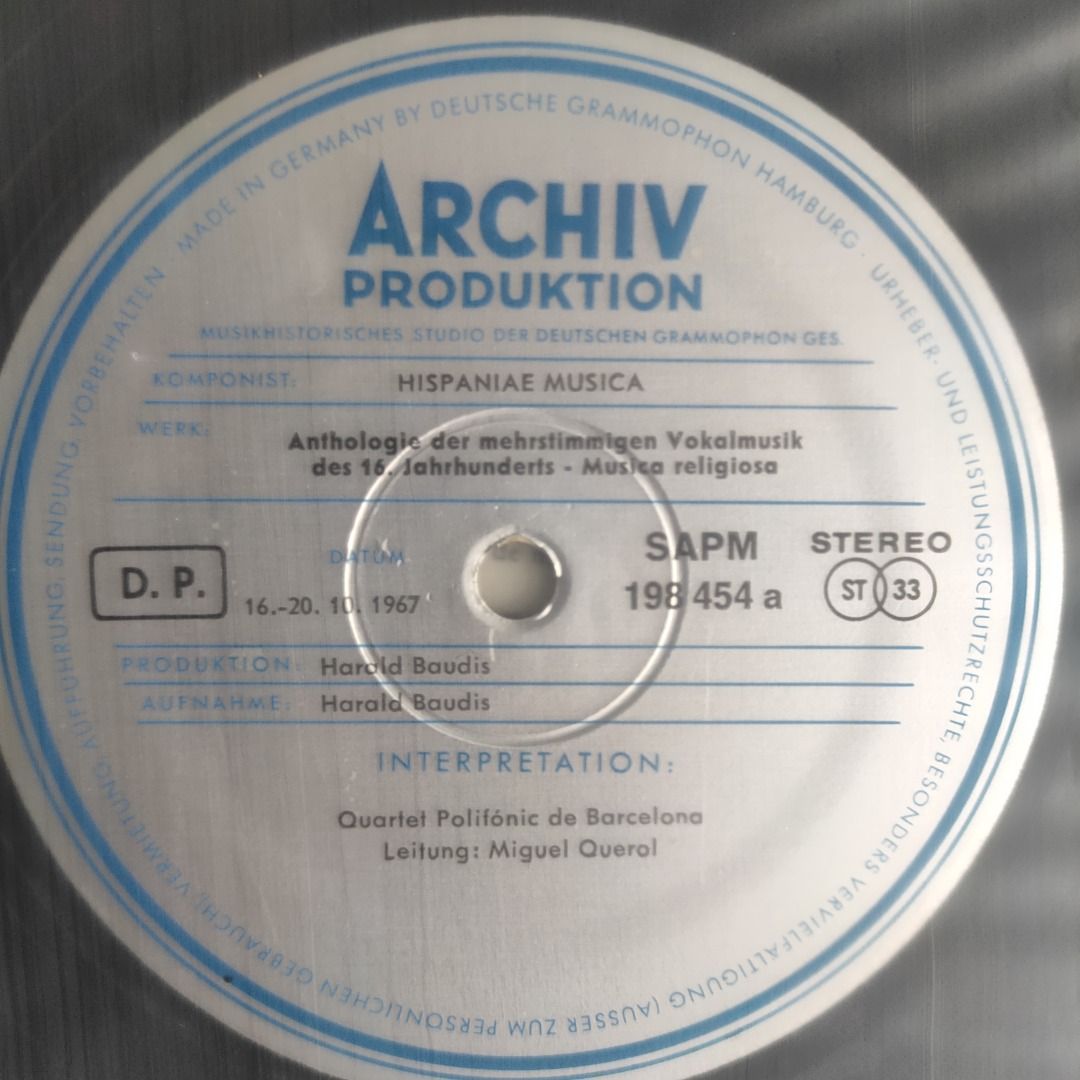 MADE IN GERMANY BY DEUTSCHE GRAMMOPHON HAMBURG · URHEBER- UND LEISTUNGSSCHUTZRECHTE, BESONDERS VERVIELFÄLTIGUNG (AUSSER ZUM PERSÖNLICHEN GEBRAUCH), VERMIETUNG, AUFFÜHRUNG, SENDUNG, VORBEHALTEN ·
ARCHIV
PRODUKTION
MUSIKHISTORISCHES STUDIO DER DEUTSCHEN GRAMMOPHON GES.
KOMPONIST: HISPANIAE MUSICA
WERK: Anthologie der mehrstimmigen Vokalmusik
des 16. Jahrhunderts - Musica religiosa
D. P. DATUM SAPM STEREO
16.-20. 10. 1967 198 454 a ST 33
PRODUKTION: Harald Baudis
AUFNAHME: Harald Baudis
INTERPRETATION:
Quartet Polifónic de Barcelona
Leitung: Miguel Querol